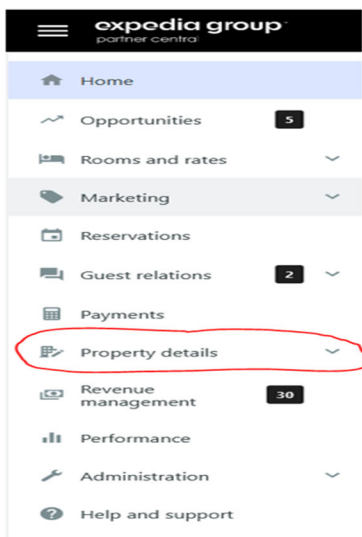 expedia group
partner central
Home
Opportunities 5
Rooms and rates
Marketing
Reservations
Guest relations 2
Payments
Property details
Revenue
management 30
Performance
Administration
Help and support